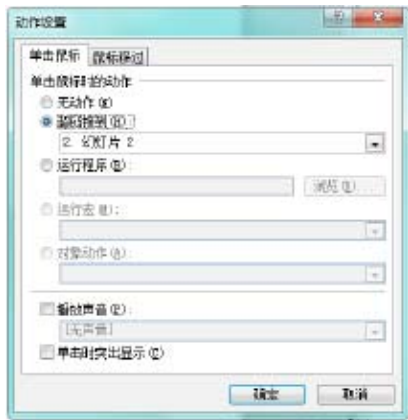 动作设置
单击鼠标 鼠标移过
单击鼠标时的动作
无动作(N)
超链接到(H):
2. 幻灯片 2
运行程序(R):
浏览(B)...
运行宏(M):
对象动作(A):
播放声音(P):
[无声音]
单击时突出显示(C)
确定 取消